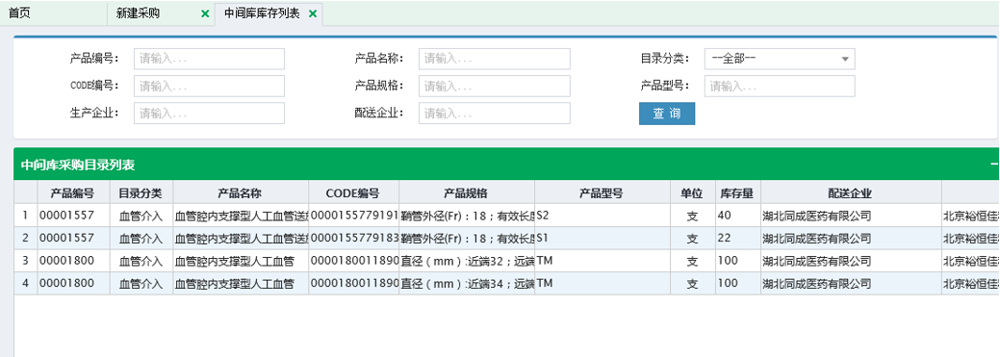 首页 新建采购 中间库库存列表
产品编号： 请输入... 产品名称： 请输入... 目录分类： --全部--
CODE编号： 请输入... 产品规格： 请输入... 产品型号： 请输入...
生产企业： 请输入... 配送企业： 请输入... 查 询
中间库采购目录列表
产品编号 目录分类 产品名称 CODE编号 产品规格 产品型号 单位 库存量 配送企业
1 00001557 血管介入 血管腔内支撑型人工血管送 0000155779191 鞘管外径(Fr)：18；有效长 S2 支 40 湖北同成医药有限公司 北京裕恒佳
2 00001557 血管介入 血管腔内支撑型人工血管送 0000155779183 鞘管外径(Fr)：18；有效长 S1 支 22 湖北同成医药有限公司 北京裕恒佳
3 00001800 血管介入 血管腔内支撑型人工血管 0000180011890 直径（mm）:近端32；远端 TM 支 100 湖北同成医药有限公司 北京裕恒佳
4 00001800 血管介入 血管腔内支撑型人工血管 0000180011890 直径（mm）:近端34；远端 TM 支 100 湖北同成医药有限公司 北京裕恒佳